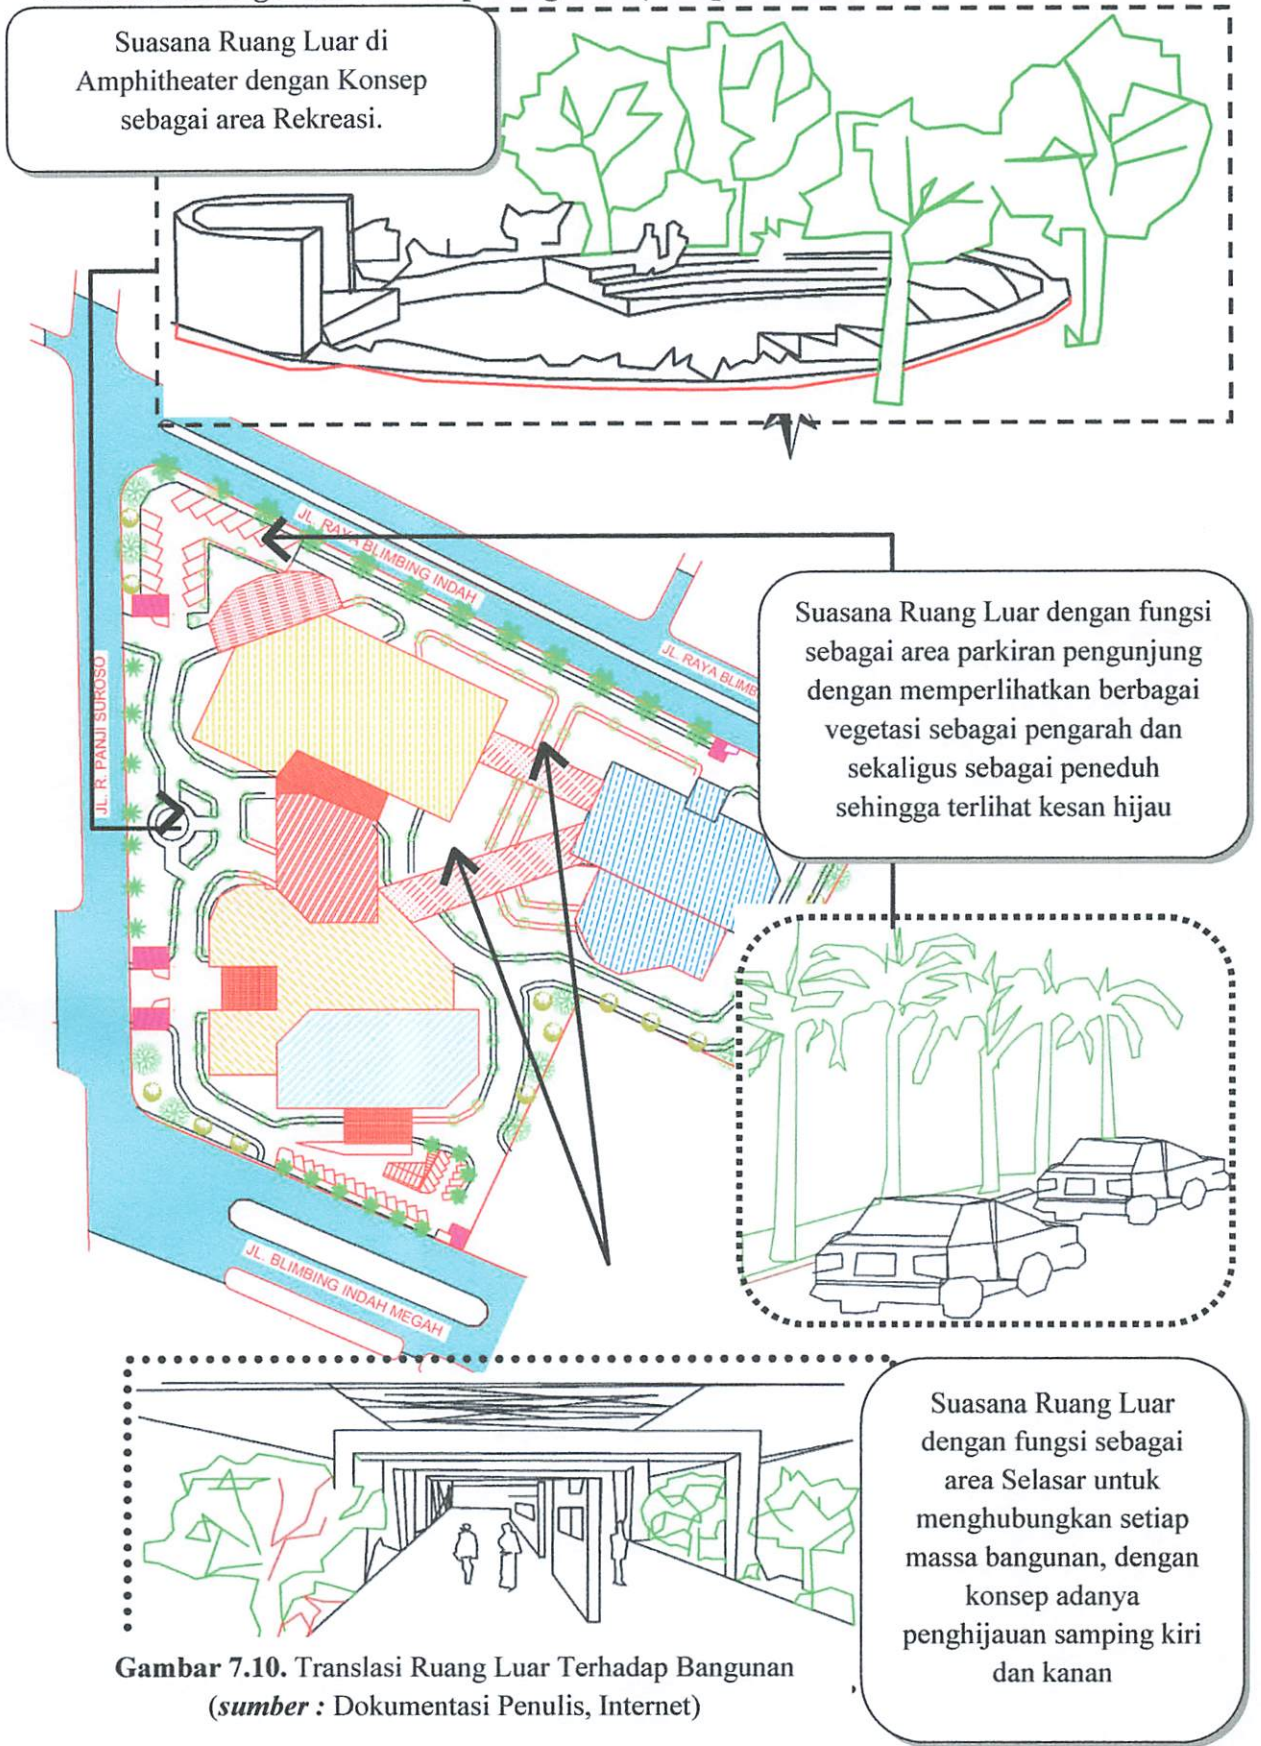 Suasana Ruang Luar di
Amphitheater dengan Konsep
sebagai area Rekreasi.
JL. RAYA BLIMBING INDAH
JL. RAYA BLIMB
JL. R. PANJI SUROSO
Suasana Ruang Luar dengan fungsi
sebagai area parkiran pengunjung
dengan memperlihatkan berbagai
vegetasi sebagai pengarah dan
sekaligus sebagai peneduh
sehingga terlihat kesan hijau
JL. BLIMBING INDAH MEGAH
Suasana Ruang Luar
dengan fungsi sebagai
area Selasar untuk
menghubungkan setiap
massa bangunan, dengan
konsep adanya
penghijauan samping kiri
dan kanan
Gambar 7.10. Translasi Ruang Luar Terhadap Bangunan
(sumber : Dokumentasi Penulis, Internet)